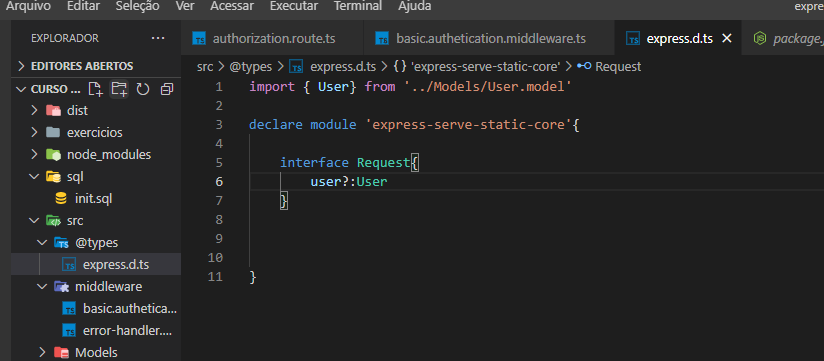 Arquivo Editar Seleção Ver Acessar Executar Terminal Ajuda expre
EXPLORADOR ...
EDITORES ABERTOS
CURSO ...
dist
exercicios
node_modules
sql
init.sql
src
@types
express.d.ts
middleware
basic.authetica...
error-handler....
Models
authorization.route.ts basic.authetication.middleware.ts express.d.ts package.
src > @types > express.d.ts > {} 'express-serve-static-core' > Request
1 import { User} from '../Models/User.model'
2
3 declare module 'express-serve-static-core'{
4
5 interface Request{
6 user?:User
7 }
8
9
10
11 }